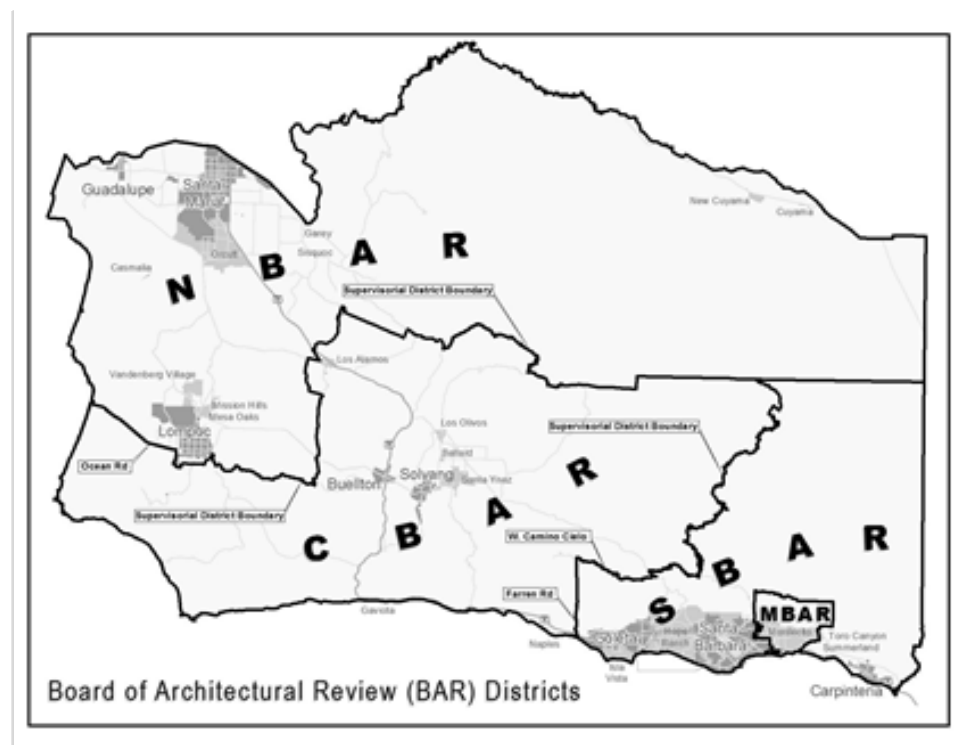 Guadalupe
Santa
Maria
Orcutt
Casmalia
Garey
Sisquoc
New Cuyama
Cuyama
N B A R
Supervisorial District Boundary
Los Alamos
Vandenberg Village
Mission Hills
Mesa Oaks
Lompoc
Ocean Rd
Supervisorial District Boundary
Los Olivos
Ballard
Solvang
Santa Ynez
Buellton
Supervisorial District Boundary
C B A R
W. Camino Cielo
Farren Rd
S B A R
MBAR
Montecito
Goleta
Hope
Ranch
Santa
Barbara
Isla
Vista
Gaviota
Naples
Toro Canyon
Summerland
Carpinteria
Board of Architectural Review (BAR) Districts